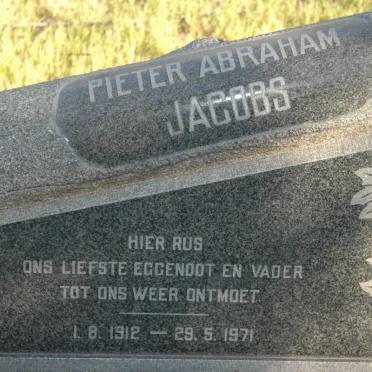 PIETER ABRAHAM
JACOBS
HIER RUS
ONS LIEFSTE EGGENOOT EN VADER
TOT ONS WEER ONTMOET
1. 8. 1912 — 29. 5. 1971